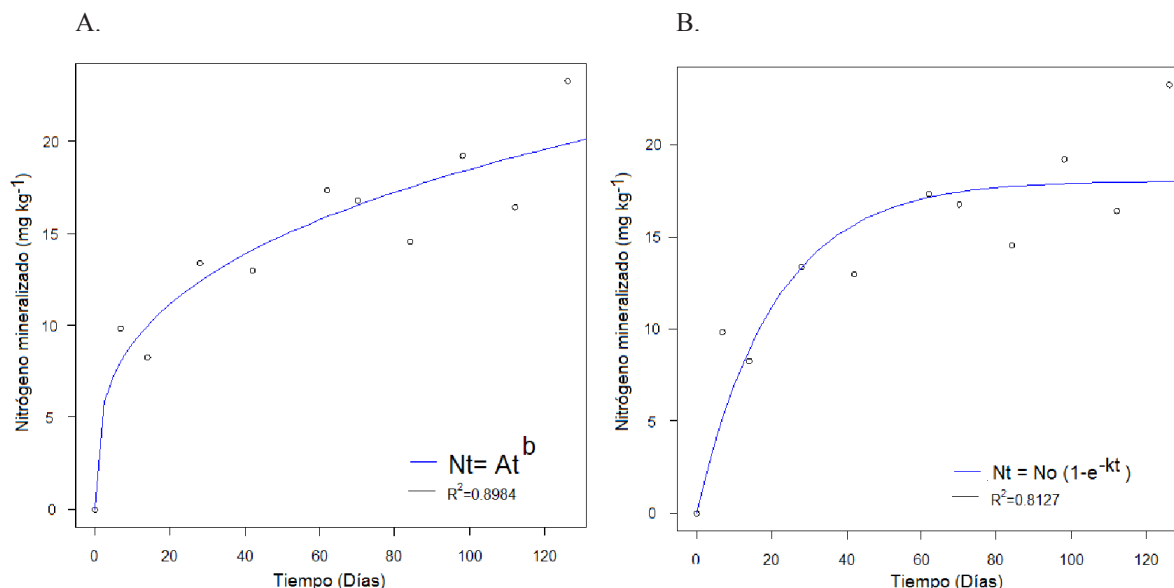 A.
Nitrógeno mineralizado (mg kg-1)
20
15
10
5
0
Nt= At^b
R²=0.8984
0 20 40 60 80 100 120
Tiempo (Días)
B.
Nitrógeno mineralizado (mg kg-1)
20
15
10
5
0
Nt = No (1-e^-kt)
R²=0.8127
0 20 40 60 80 100 120
Tiempo (Días)